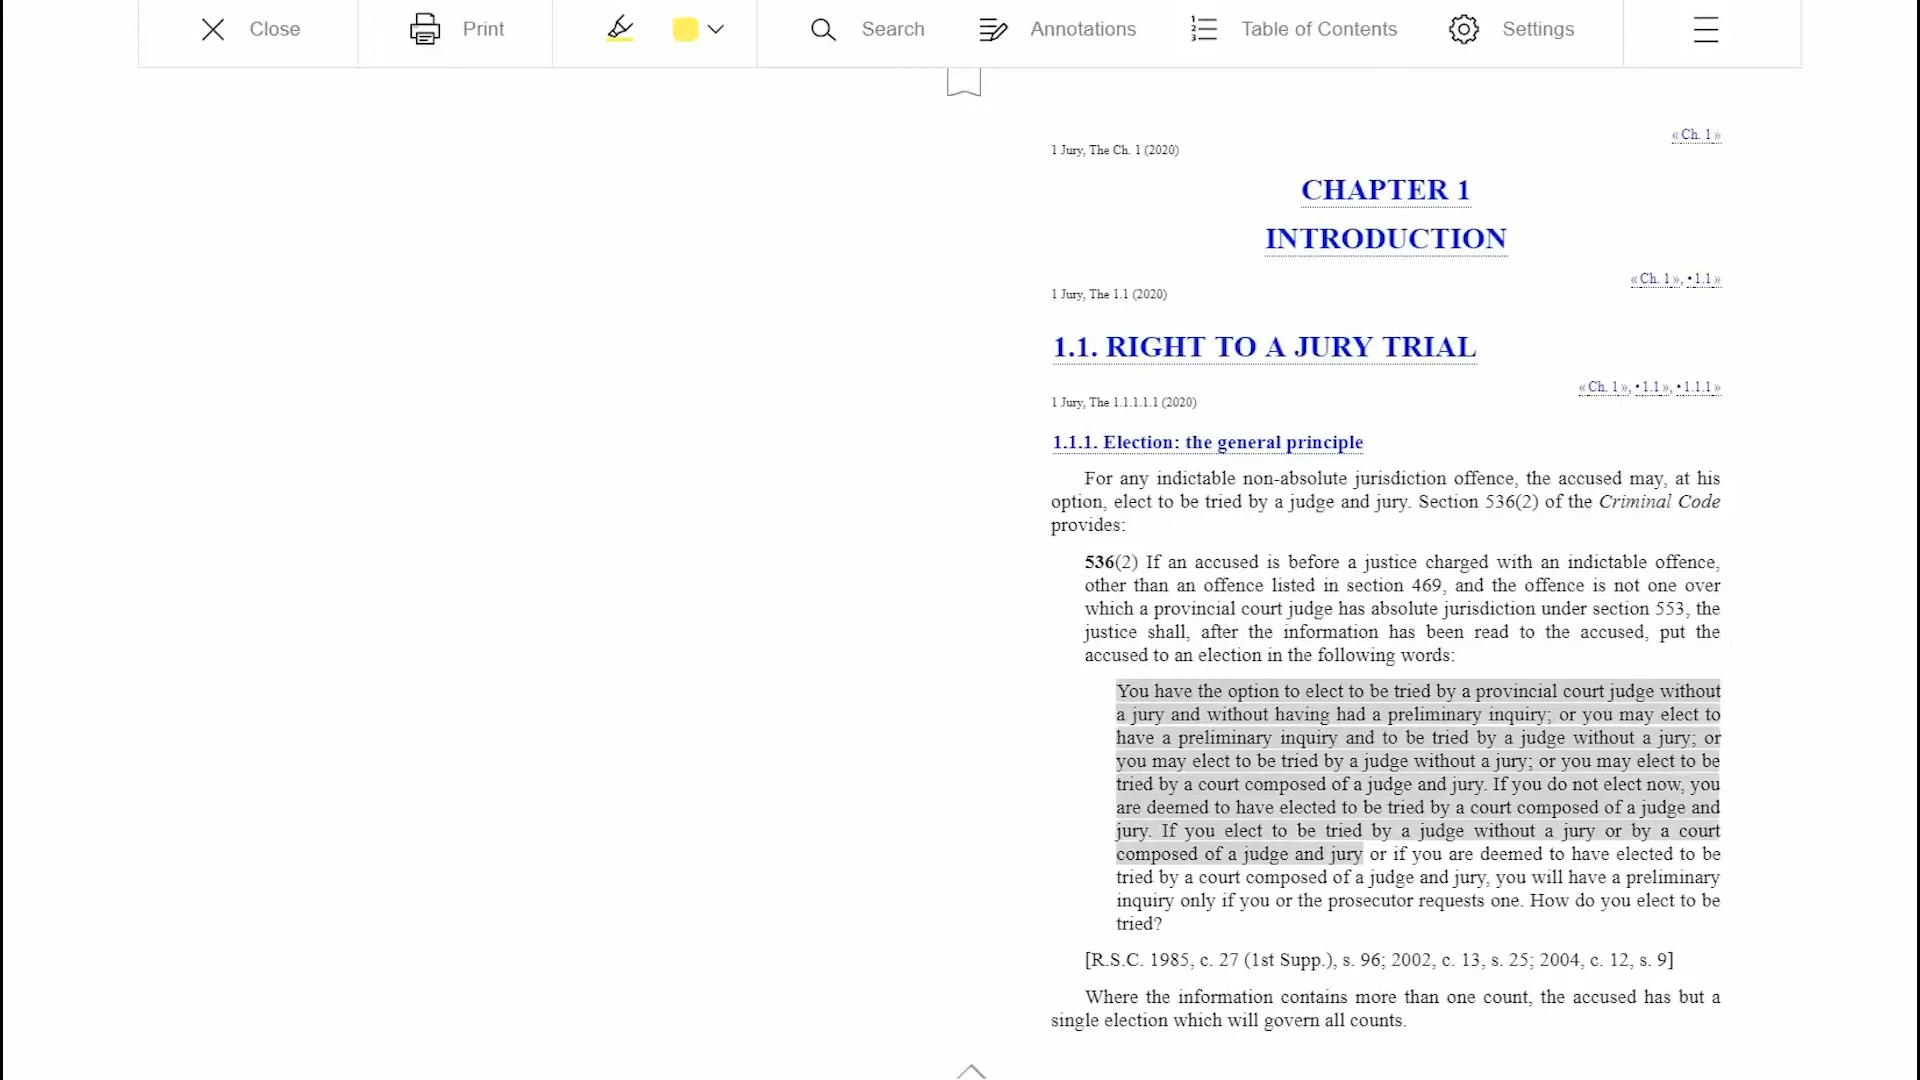 Close
Print
Search
Annotations
Table of Contents
Settings
« Ch. 1 »
1 Jury, The Ch. 1 (2020)
CHAPTER 1
INTRODUCTION
« Ch. 1 », • 1.1 »
1 Jury, The 1.1 (2020)
1.1. RIGHT TO A JURY TRIAL
« Ch. 1 », • 1.1 », • 1.1.1 »
1 Jury, The 1.1.1.1.1 (2020)
1.1.1. Election: the general principle
For any indictable non-absolute jurisdiction offence, the accused may, at his
option, elect to be tried by a judge and jury. Section 536(2) of the Criminal Code
provides:
536(2) If an accused is before a justice charged with an indictable offence,
other than an offence listed in section 469, and the offence is not one over
which a provincial court judge has absolute jurisdiction under section 553, the
justice shall, after the information has been read to the accused, put the
accused to an election in the following words:
You have the option to elect to be tried by a provincial court judge without
a jury and without having had a preliminary inquiry; or you may elect to
have a preliminary inquiry and to be tried by a judge without a jury; or
you may elect to be tried by a judge without a jury; or you may elect to be
tried by a court composed of a judge and jury. If you do not elect now, you
are deemed to have elected to be tried by a court composed of a judge and
jury. If you elect to be tried by a judge without a jury or by a court
composed of a judge and jury or if you are deemed to have elected to be
tried by a court composed of a judge and jury, you will have a preliminary
inquiry only if you or the prosecutor requests one. How do you elect to be
tried?
[R.S.C. 1985, c. 27 (1st Supp.), s. 96; 2002, c. 13, s. 25; 2004, c. 12, s. 9]
Where the information contains more than one count, the accused has but a
single election which will govern all counts.